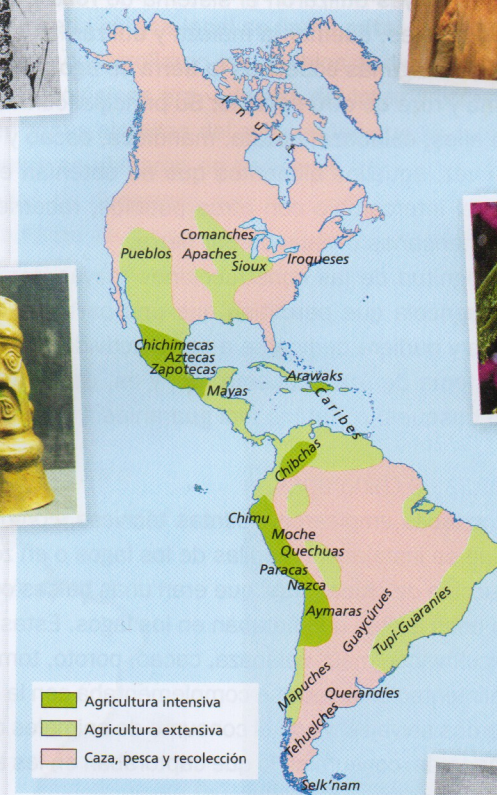 Inuits
Comanches
Pueblos Apaches
Sioux Iroqueses
Chichimecas
Aztecas
Zapotecas
Mayas
Arawaks
Caribes
Chibchas
Chimu
Moche
Quechuas
Paracas
Nazca
Aymaras
Guaycúrues
Tupí-Guaraníes
Mapuches
Querandíes
Tehuelches
Selk'nam
Agricultura intensiva
Agricultura extensiva
Caza, pesca y recolección